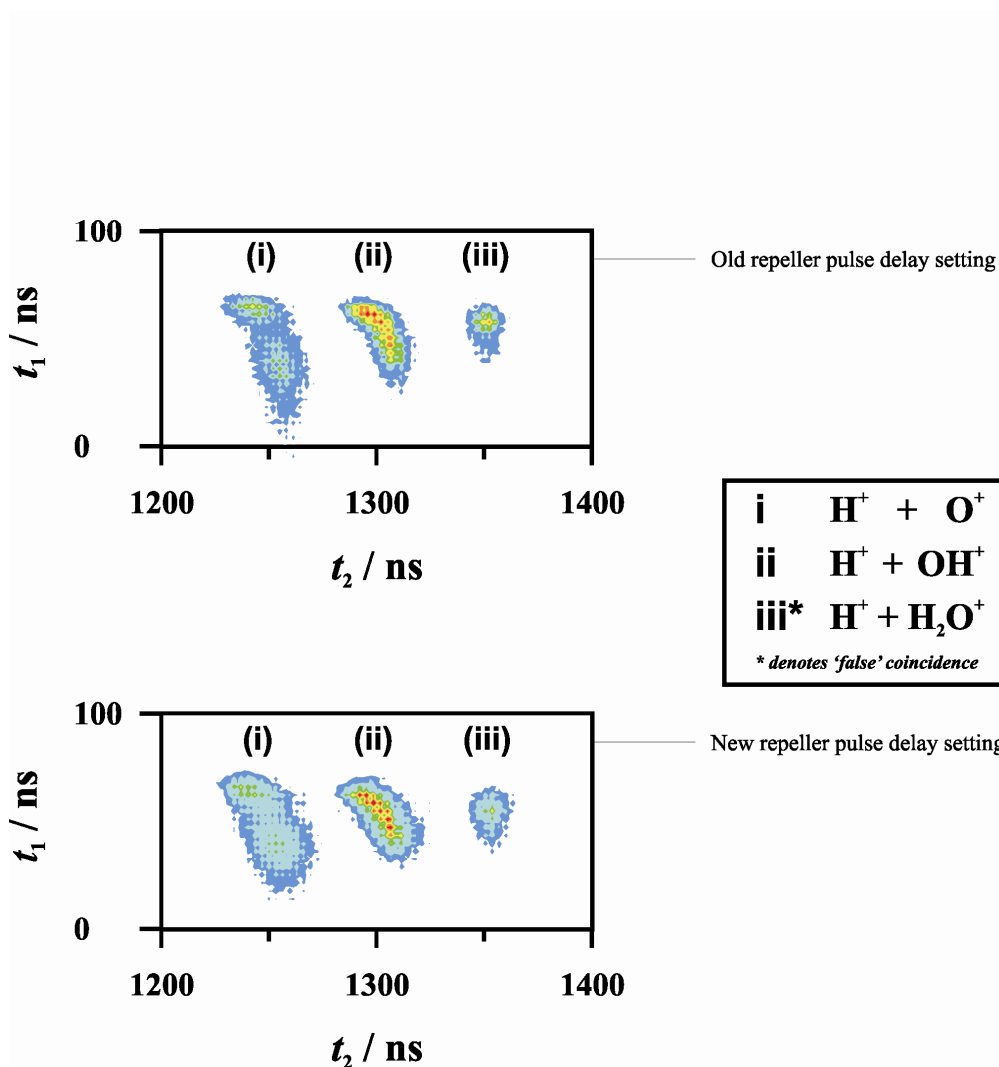 100
(i) (ii) (iii)
Old repeller pulse delay setting
t₁ / ns
0
1200 1300 1400
t₂ / ns
i H⁺ + O⁺
ii H⁺ + OH⁺
iii* H⁺ + H₂O⁺
* denotes ‘false’ coincidence
100
(i) (ii) (iii)
New repeller pulse delay setting
t₁ / ns
0
1200 1300 1400
t₂ / ns